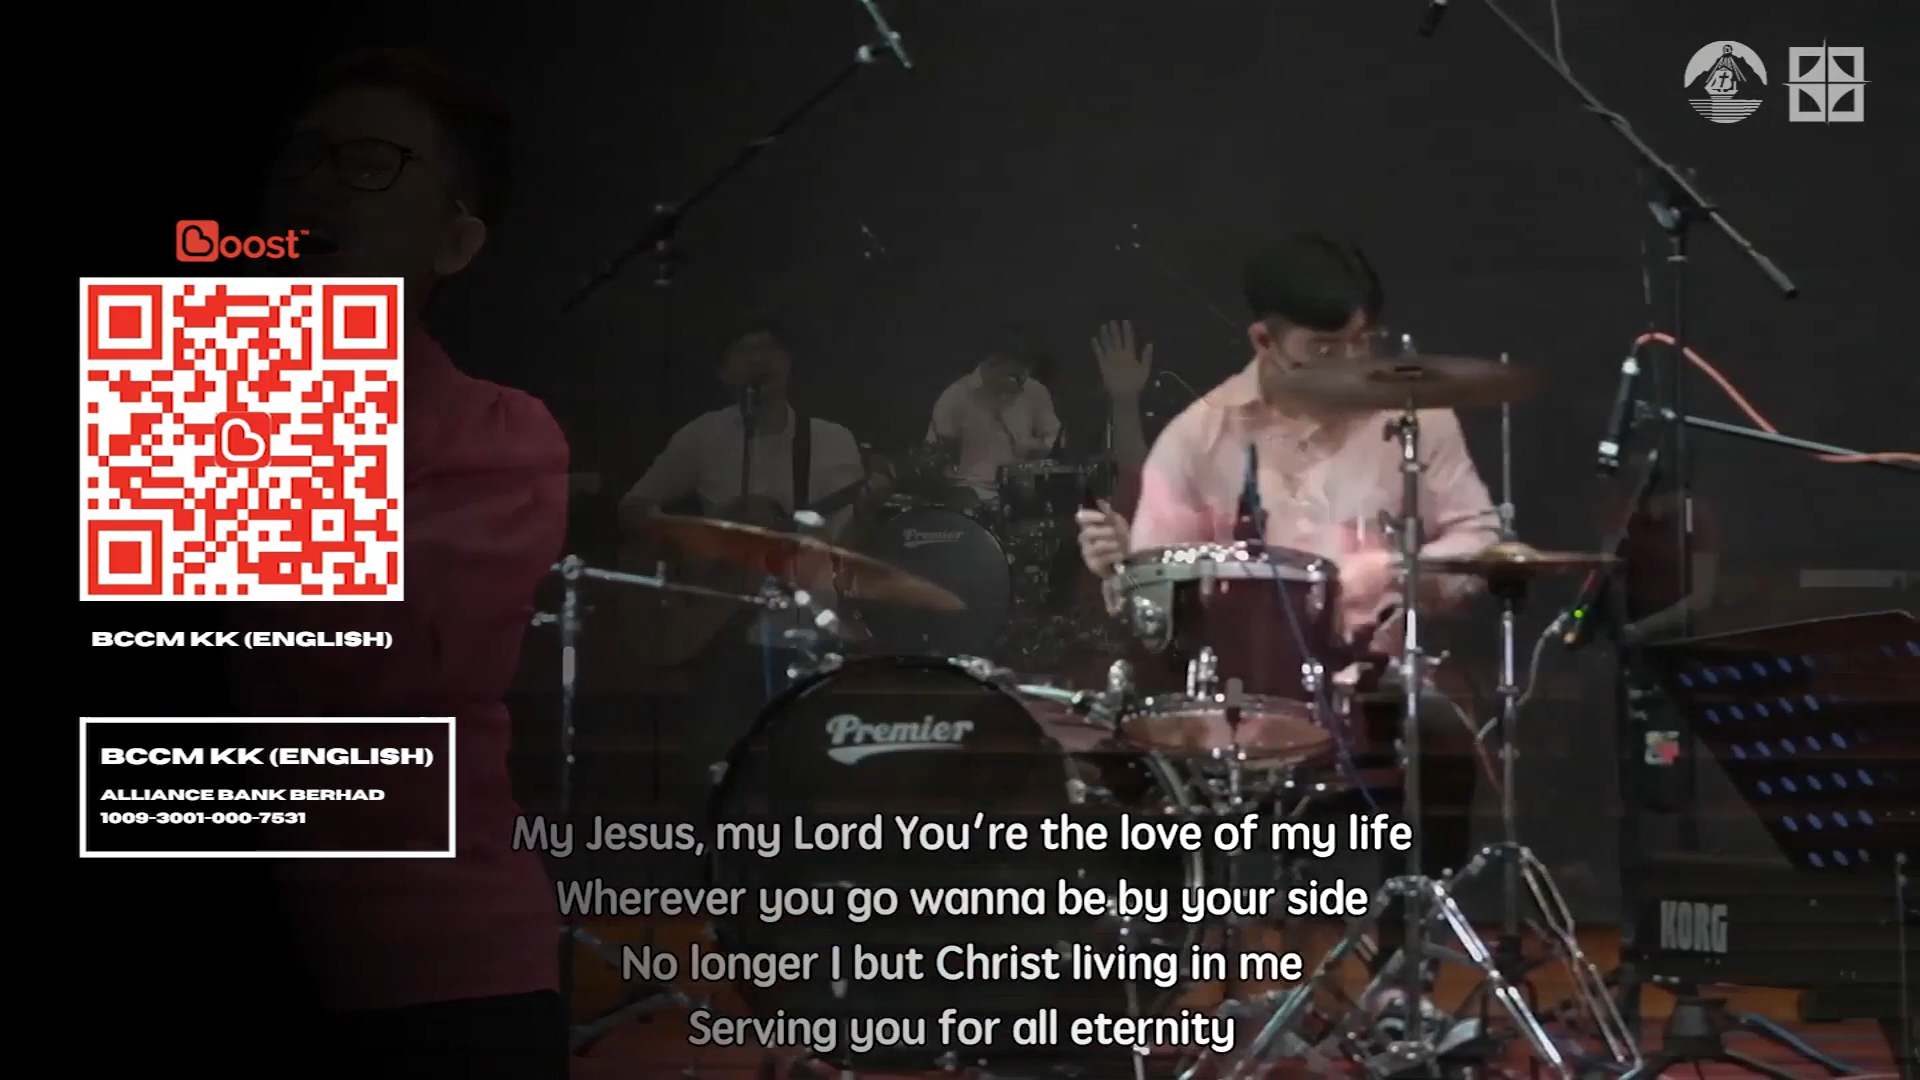 Boost™
BCCM KK (ENGLISH)
BCCM KK (ENGLISH)
ALLIANCE BANK BERHAD
1009-3001-000-7531
Premier
Premier
KORG
My Jesus, my Lord You're the love of my life
Wherever you go wanna be by your side
No longer I but Christ living in me
Serving you for all eternity